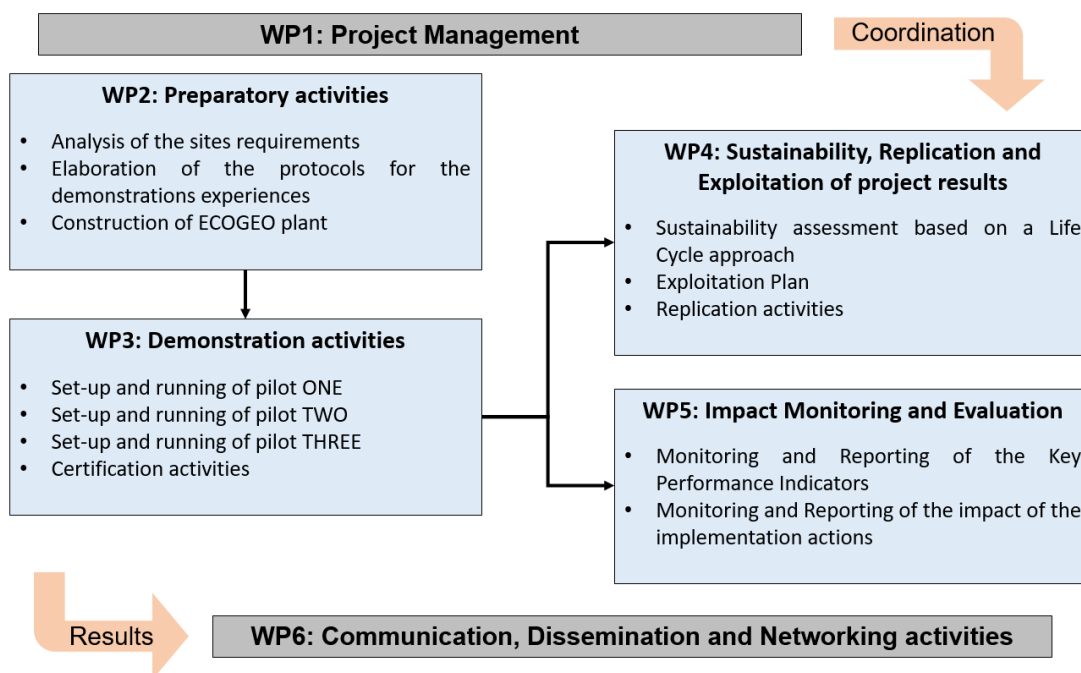 WP1: Project Management
Coordination
WP2: Preparatory activities
• Analysis of the sites requirements
• Elaboration of the protocols for the
demonstrations experiences
• Construction of ECOGEO plant
WP3: Demonstration activities
• Set-up and running of pilot ONE
• Set-up and running of pilot TWO
• Set-up and running of pilot THREE
• Certification activities
WP4: Sustainability, Replication and
Exploitation of project results
• Sustainability assessment based on a Life
Cycle approach
• Exploitation Plan
• Replication activities
WP5: Impact Monitoring and Evaluation
• Monitoring and Reporting of the Key
Performance Indicators
• Monitoring and Reporting of the impact of the
implementation actions
Results
WP6: Communication, Dissemination and Networking activities